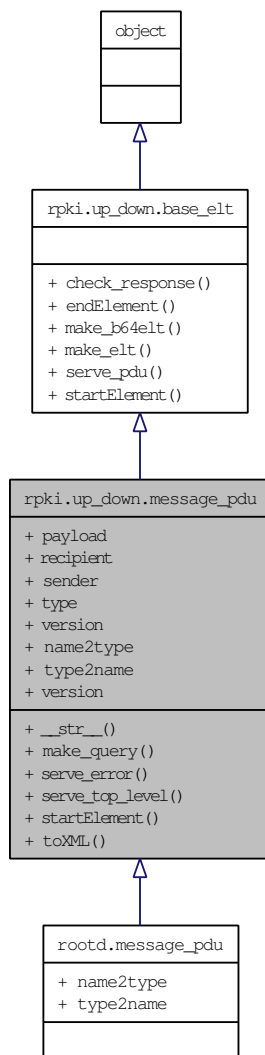 object
rpki.up_down.base_elt
+ check_response()
+ endElement()
+ make_b64elt()
+ make_elt()
+ serve_pdu()
+ startElement()
rpki.up_down.message_pdu
+ payload
+ recipient
+ sender
+ type
+ version
+ name2type
+ type2name
+ version
+ __str__()
+ make_query()
+ serve_error()
+ serve_top_level()
+ startElement()
+ toXML()
rootd.message_pdu
+ name2type
+ type2name